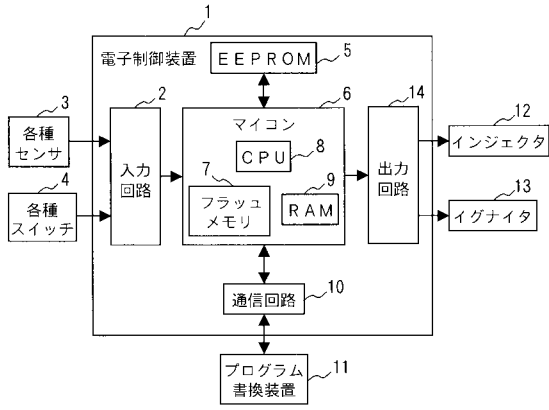 1
電子制御装置
EEPROM
5
3
各種
センサ
2
入力
回路
6
マイコン
CPU
8
7
フラッシュ
メモリ
9
RAM
14
出力
回路
12
インジェクタ
4
各種
スイッチ
13
イグナイタ
通信回路
10
プログラム
書換装置
11